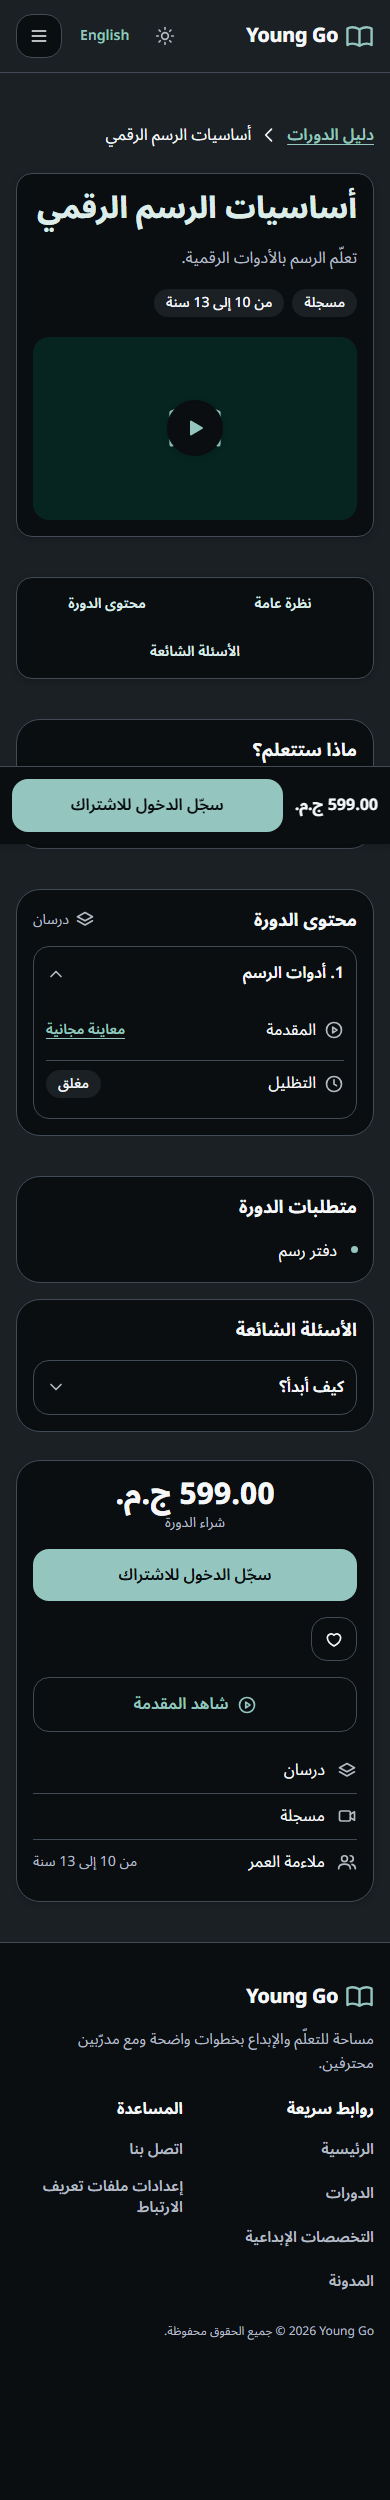 Young Go
English
دليل الدورات
أساسيات الرسم الرقمي
أساسيات الرسم الرقمي
تعلّم الرسم بالأدوات الرقمية.
مسجلة
من 10 إلى 13 سنة
نظرة عامة
محتوى الدورة
الأسئلة الشائعة
ماذا ستتعلم؟
599.00 ج.م.
سجّل الدخول للاشتراك
محتوى الدورة
درسان
1. أدوات الرسم
المقدمة
معاينة مجانية
التظليل
مغلق
متطلبات الدورة
دفتر رسم
الأسئلة الشائعة
كيف أبدأ؟
599.00 ج.م.
شراء الدورة
سجّل الدخول للاشتراك
شاهد المقدمة
درسان
مسجلة
ملاءمة العمر
من 10 إلى 13 سنة
Young Go
مساحة للتعلّم والإبداع بخطوات واضحة ومع مدرّبين
محترفين.
روابط سريعة
الرئيسية
الدورات
التخصصات الإبداعية
المدونة
المساعدة
اتصل بنا
إعدادات ملفات تعريف
الارتباط
Young Go 2026 © جميع الحقوق محفوظة.